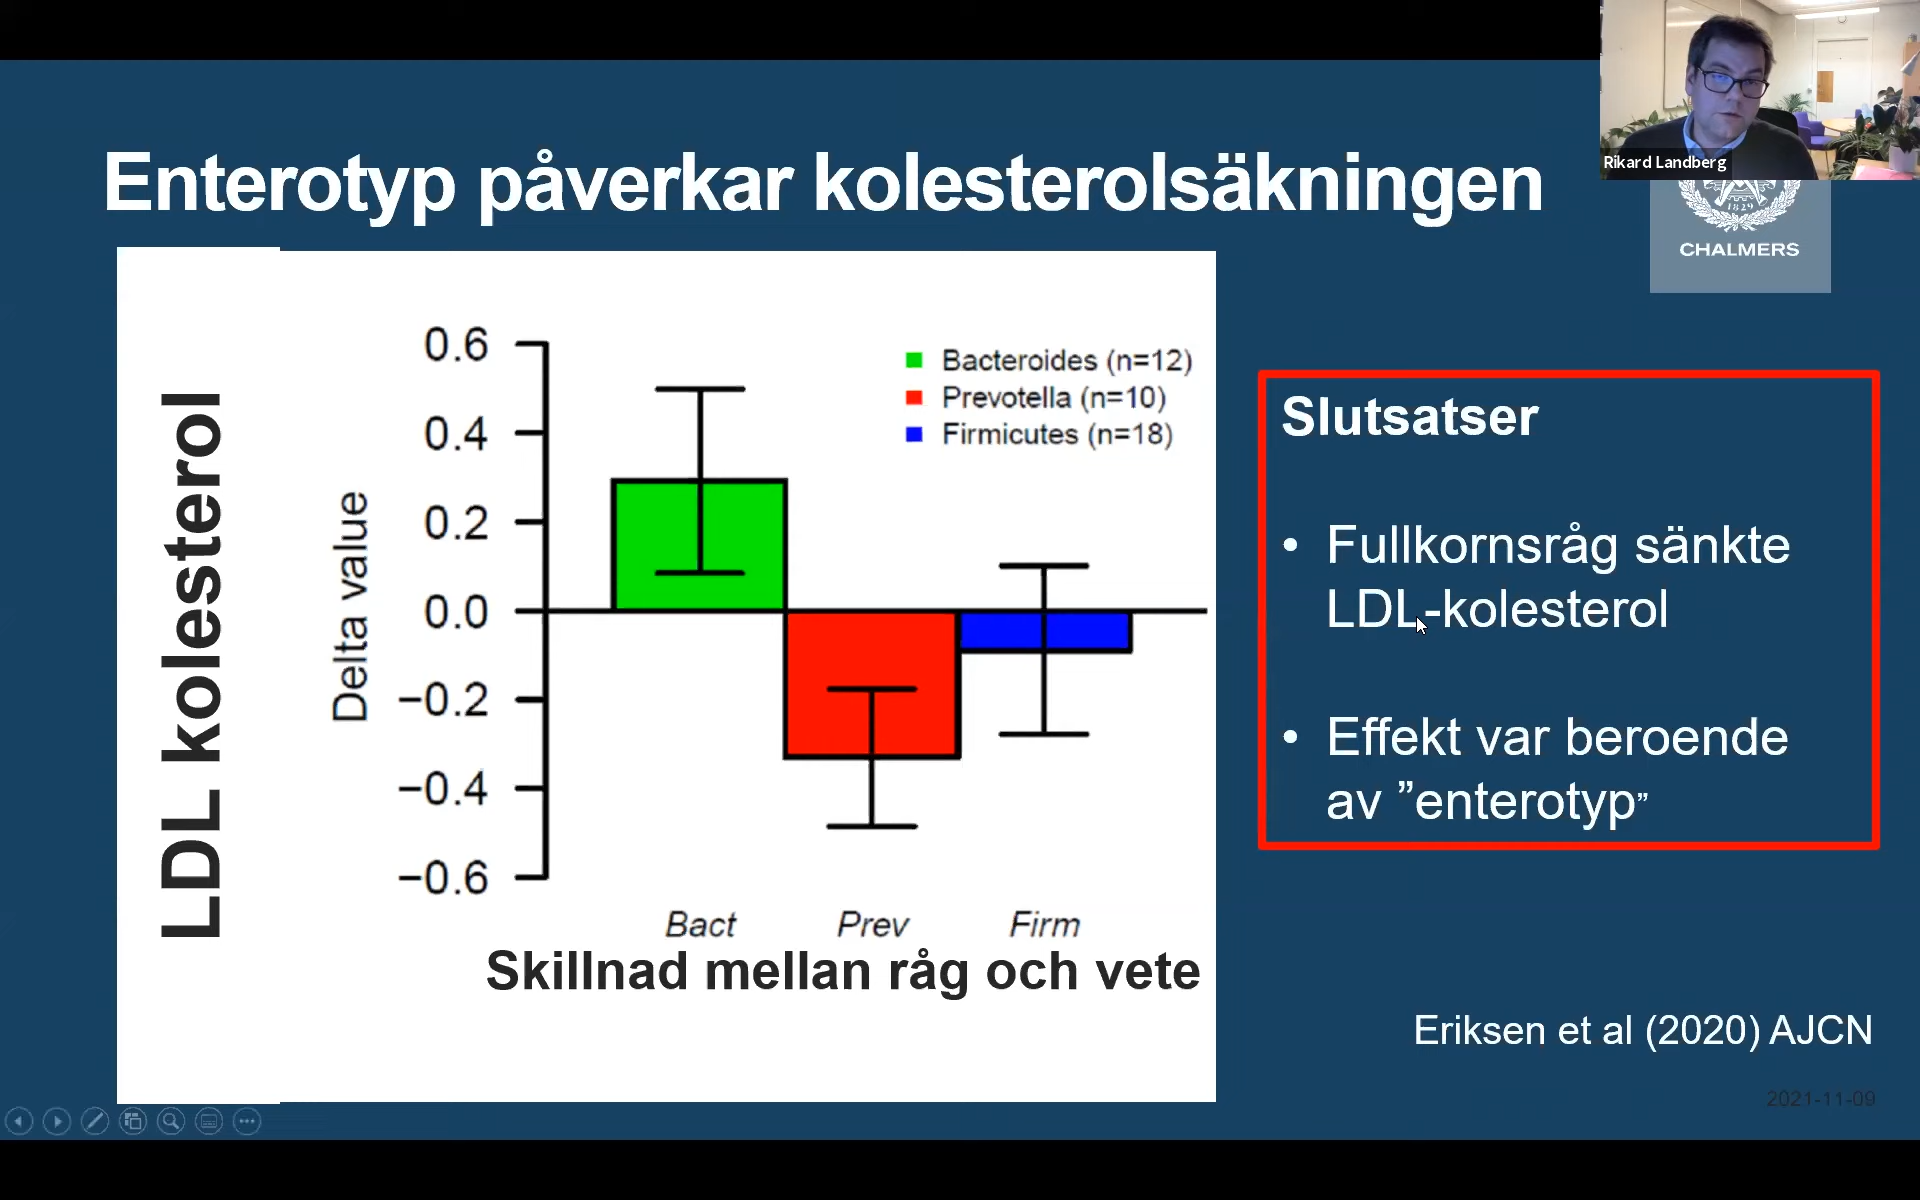 Rikard Landberg
Enterotyp påverkar kolesterolsäkningen
1829
CHALMERS
LDL kolesterol
Delta value
0.6
0.4
0.2
0.0
−0.2
−0.4
−0.6
Bacteroides (n=12)
Prevotella (n=10)
Firmicutes (n=18)
Bact Prev Firm
Skillnad mellan råg och vete
Slutsatser
• Fullkornsråg sänkte
LDL-kolesterol
• Effekt var beroende
av ”enterotyp”
Eriksen et al (2020) AJCN
2021-11-09